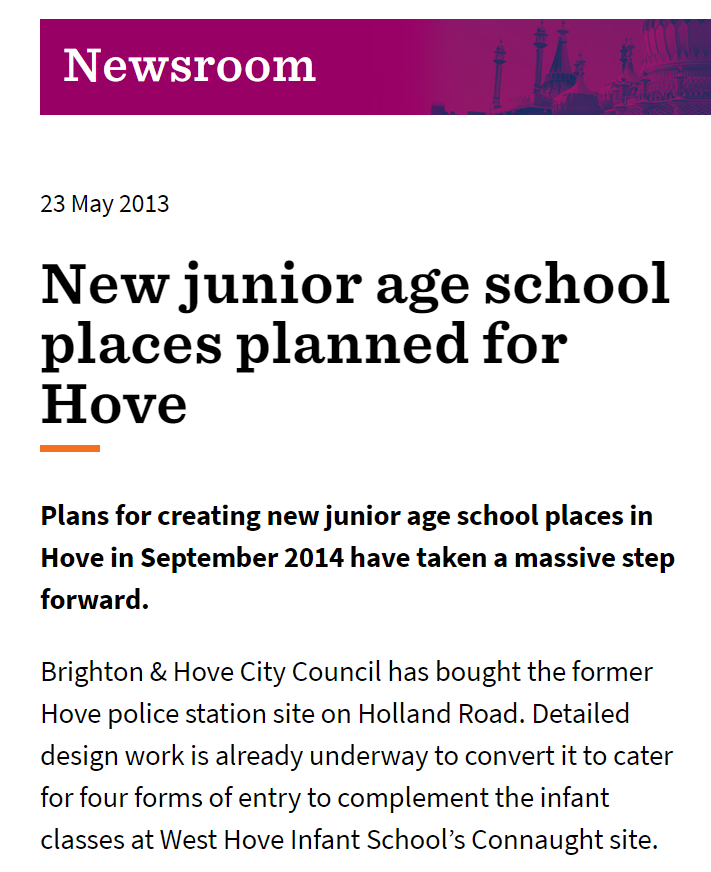 Newsroom
23 May 2013
New junior age school
places planned for
Hove
Plans for creating new junior age school places in
Hove in September 2014 have taken a massive step
forward.
Brighton & Hove City Council has bought the former
Hove police station site on Holland Road. Detailed
design work is already underway to convert it to cater
for four forms of entry to complement the infant
classes at West Hove Infant School’s Connaught site.